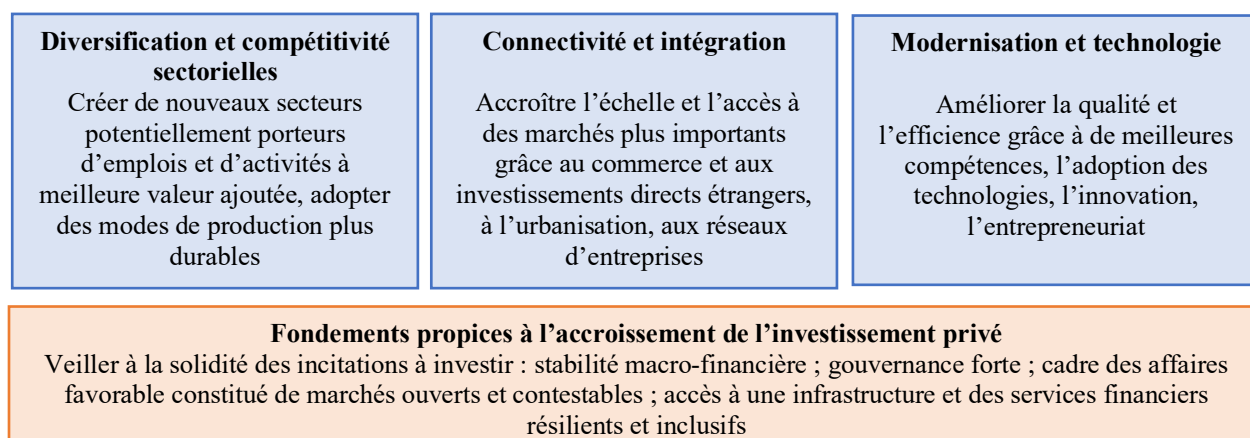 Diversification et compétitivité
sectorielles
Créer de nouveaux secteurs
potentiellement porteurs
d’emplois et d’activités à
meilleure valeur ajoutée, adopter
des modes de production plus
durables
Connectivité et intégration
Accroître l’échelle et l’accès à
des marchés plus importants
grâce au commerce et aux
investissements directs étrangers,
à l’urbanisation, aux réseaux
d’entreprises
Modernisation et technologie
Améliorer la qualité et
l’efficience grâce à de meilleures
compétences, l’adoption des
technologies, l’innovation,
l’entrepreneuriat
Fondements propices à l’accroissement de l’investissement privé
Veiller à la solidité des incitations à investir : stabilité macro-financière ; gouvernance forte ; cadre des affaires
favorable constitué de marchés ouverts et contestables ; accès à une infrastructure et des services financiers
résilients et inclusifs